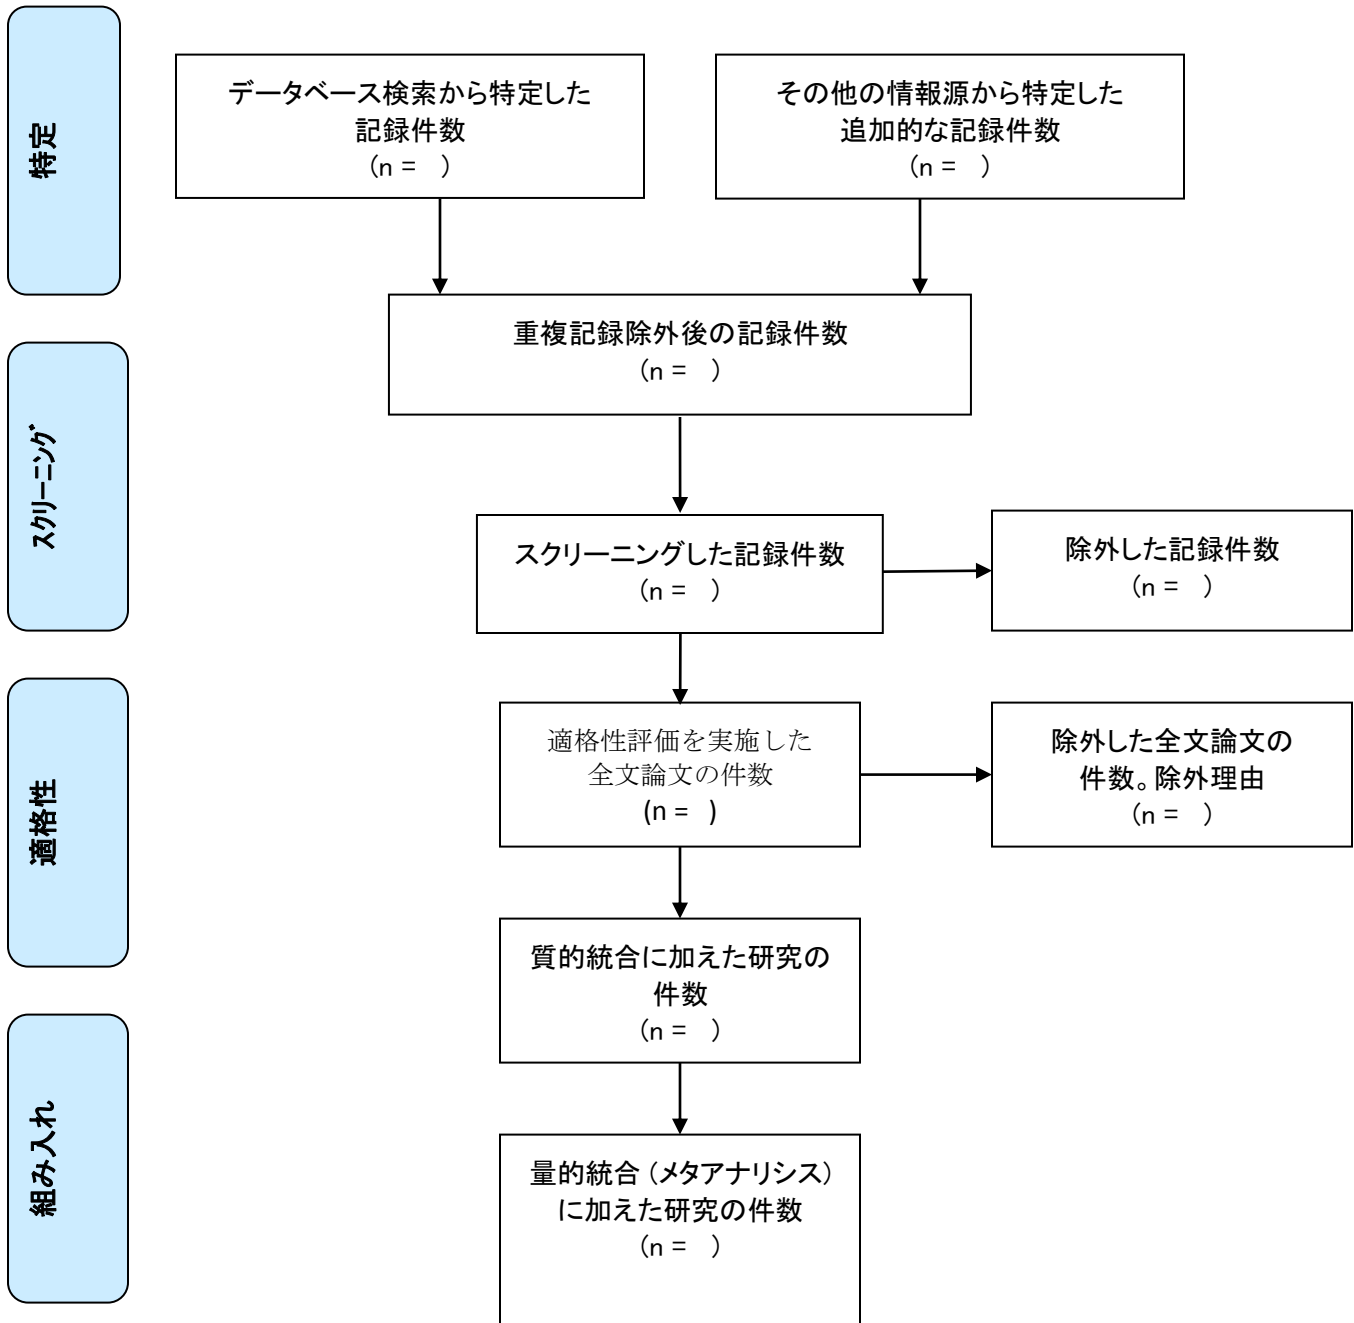 特定
データベース検索から特定した
記録件数
(n =   )
その他の情報源から特定した
追加的な記録件数
(n =   )
重複記録除外後の記録件数
(n =   )
スクリーニング
スクリーニングした記録件数
(n =   )
除外した記録件数
(n =   )
適格性
適格性評価を実施した
全文論文の件数
(n =   )
除外した全文論文の
件数。除外理由
(n =   )
質的統合に加えた研究の
件数
(n =   )
組み入れ
量的統合(メタアナリシス)
に加えた研究の件数
(n =   )